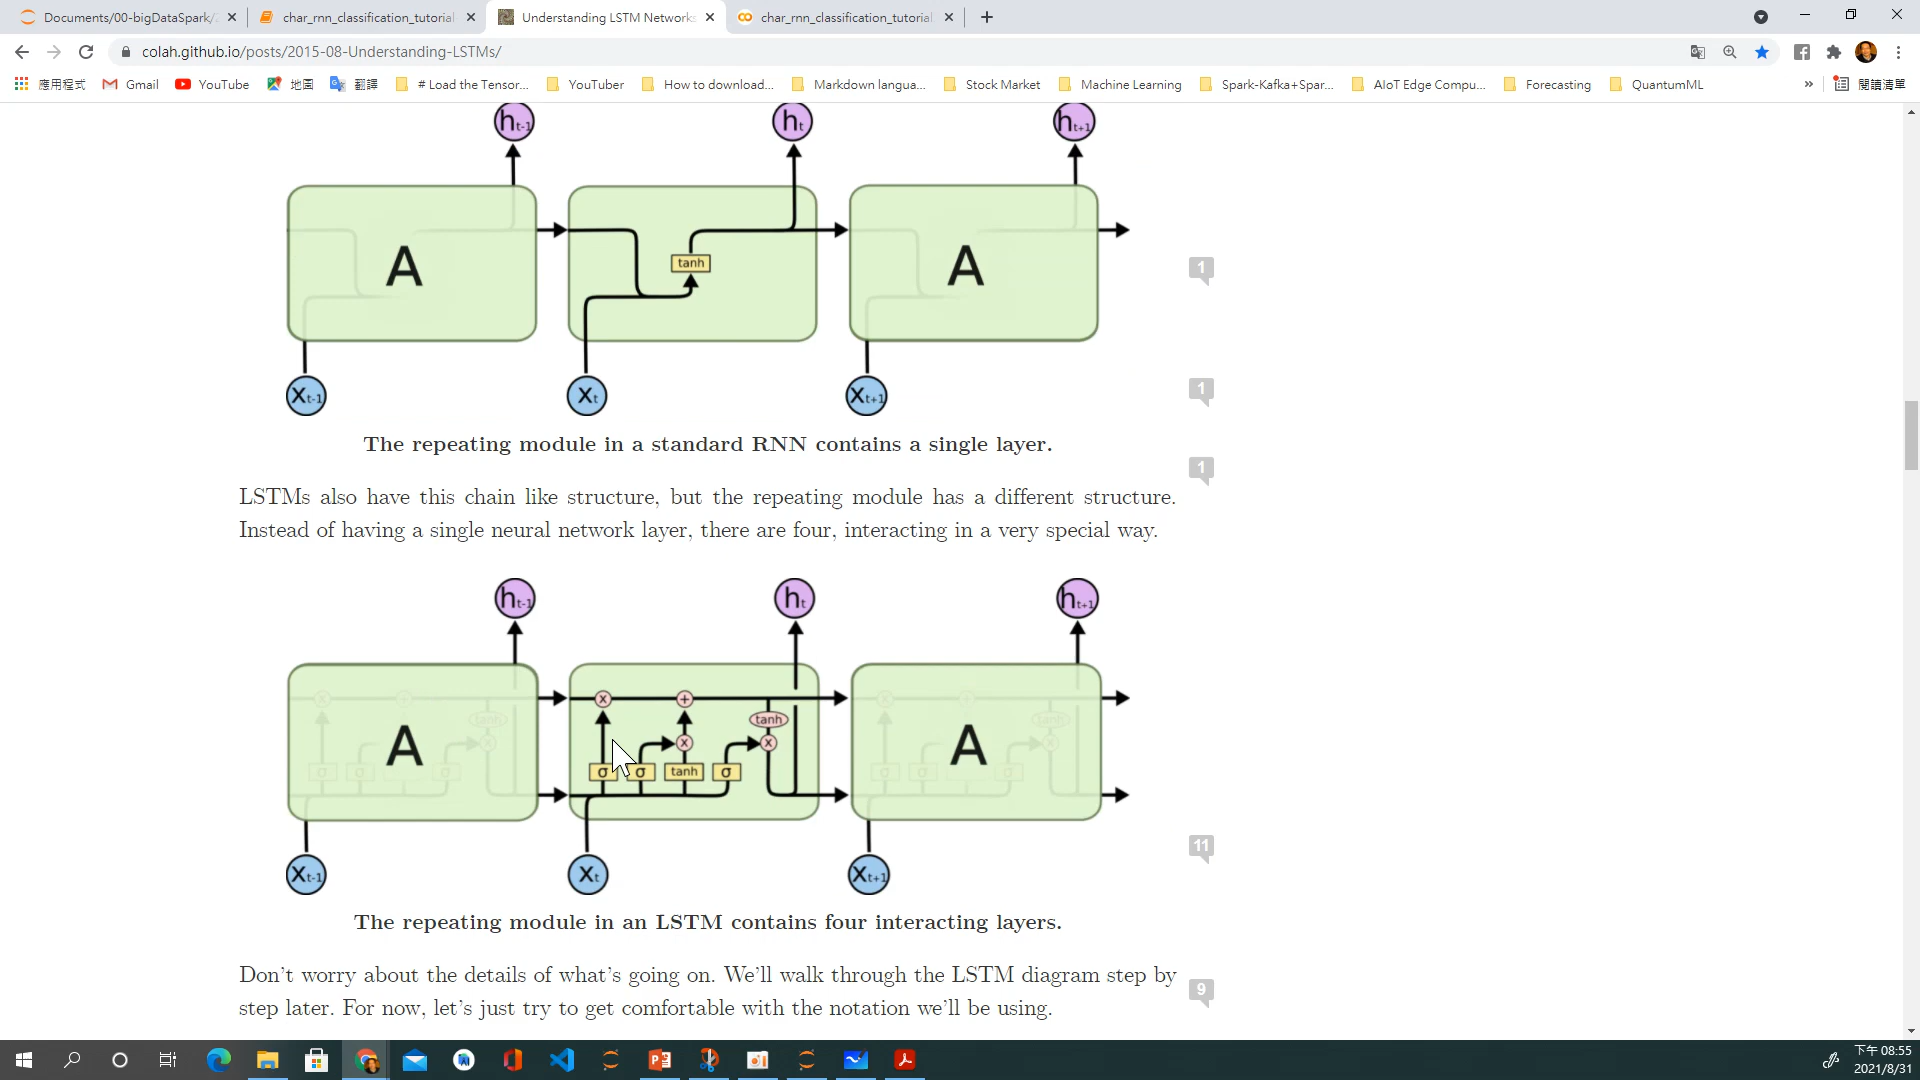 Documents/00-bigDataSpark/
char_rnn_classification_tutorial
Understanding LSTM Networks
char_rnn_classification_tutorial
colah.github.io/posts/2015-08-Understanding-LSTMs/
應用程式
Gmail
YouTube
地圖
翻譯
# Load the Tensor...
YouTuber
How to download...
Markdown langua...
Stock Market
Machine Learning
Spark-Kafka+Spar...
AIoT Edge Compu...
Forecasting
QuantumML
»
閱讀清單
ht-1
ht
ht+1
A
tanh
A
1
Xt-1
Xt
Xt+1
1
The repeating module in a standard RNN contains a single layer.
1
LSTMs also have this chain like structure, but the repeating module has a different structure.
Instead of having a single neural network layer, there are four, interacting in a very special way.
ht-1
ht
ht+1
x + tanh x
A
σ σ tanh σ
x + tanh x
x
A
x + tanh x
σ σ tanh σ
σ σ σ
11
Xt-1
Xt
Xt+1
The repeating module in an LSTM contains four interacting layers.
Don't worry about the details of what's going on. We'll walk through the LSTM diagram step by
step later. For now, let's just try to get comfortable with the notation we'll be using.
9
下午 08:55
2021/8/31